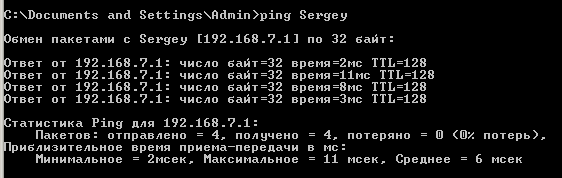 C:\Documents and Settings\Admin>ping Sergey
Обмен пакетами с Sergey [192.168.7.1] по 32 байт:
Ответ от 192.168.7.1: число байт=32 время=2мс TTL=128
Ответ от 192.168.7.1: число байт=32 время=11мс TTL=128
Ответ от 192.168.7.1: число байт=32 время=8мс TTL=128
Ответ от 192.168.7.1: число байт=32 время=3мс TTL=128
Статистика Ping для 192.168.7.1:
Пакетов: отправлено = 4, получено = 4, потеряно = 0 (0% потерь),
Приблизительное время приема-передачи в мс:
Минимальное = 2мсек, Максимальное = 11 мсек, Среднее = 6 мсек